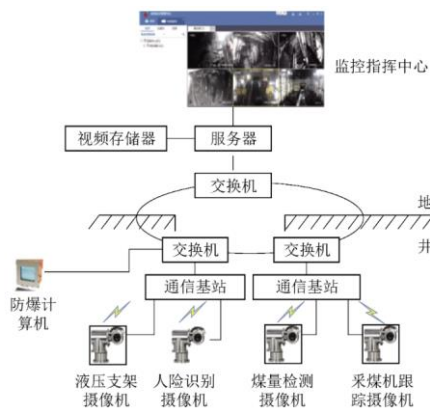 监控指挥中心
视频存储器
服务器
交换机
地
井
交换机
交换机
防爆计
算机
通信基站
通信基站
液压支架
摄像机
人险识别
摄像机
煤量检测
摄像机
采煤机跟
踪摄像机